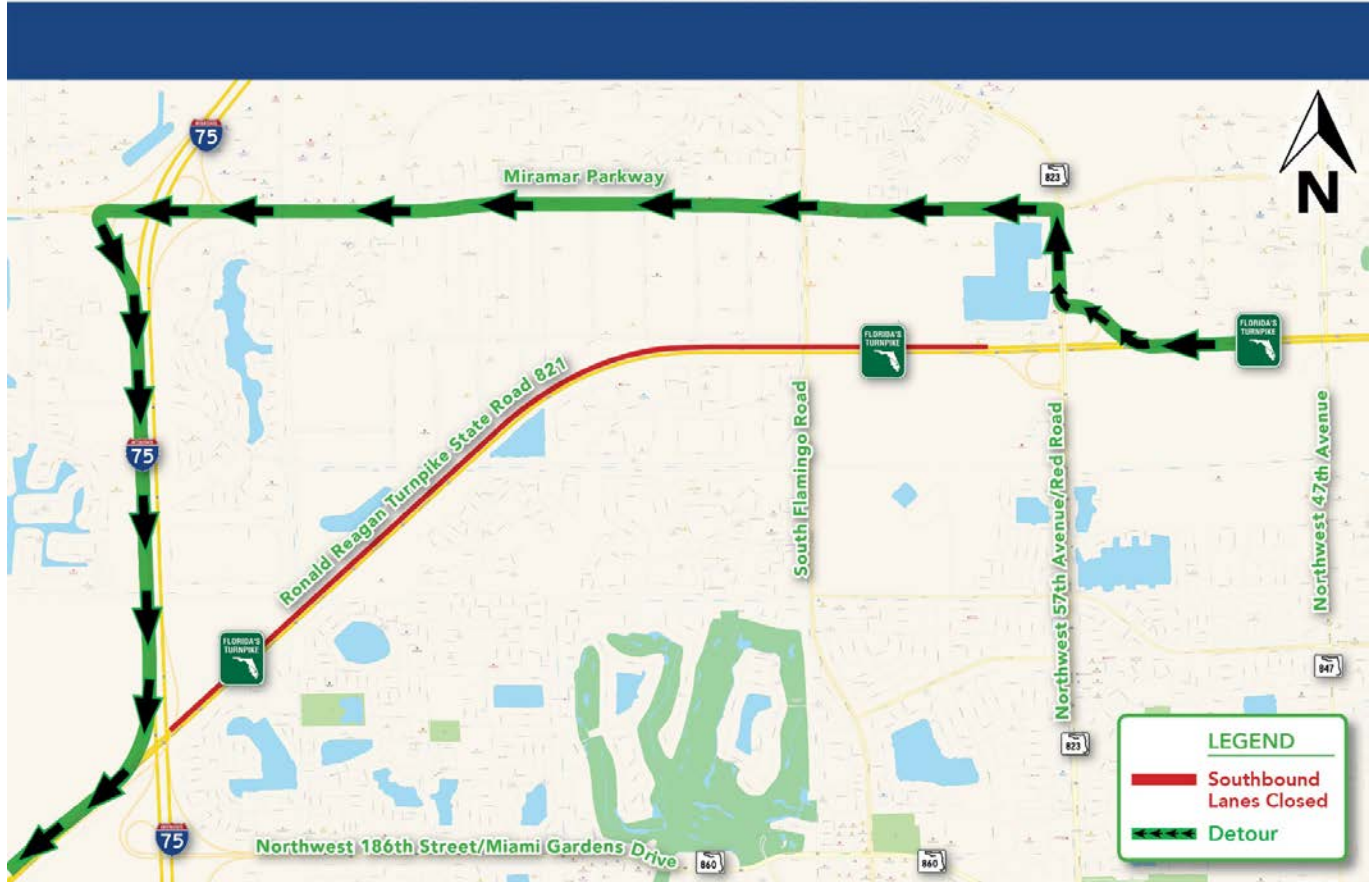 75
Miramar Parkway
823
N
FLORIDA'S
TURNPIKE
FLORIDA'S
TURNPIKE
75
Ronald Reagan Turnpike State Road 821
South Flamingo Road
Northwest 57th Avenue/Red Road
Northwest 47th Avenue
FLORIDA'S
TURNPIKE
847
823
LEGEND
Southbound
Lanes Closed
Detour
75
Northwest 186th Street/Miami Gardens Drive
860
860